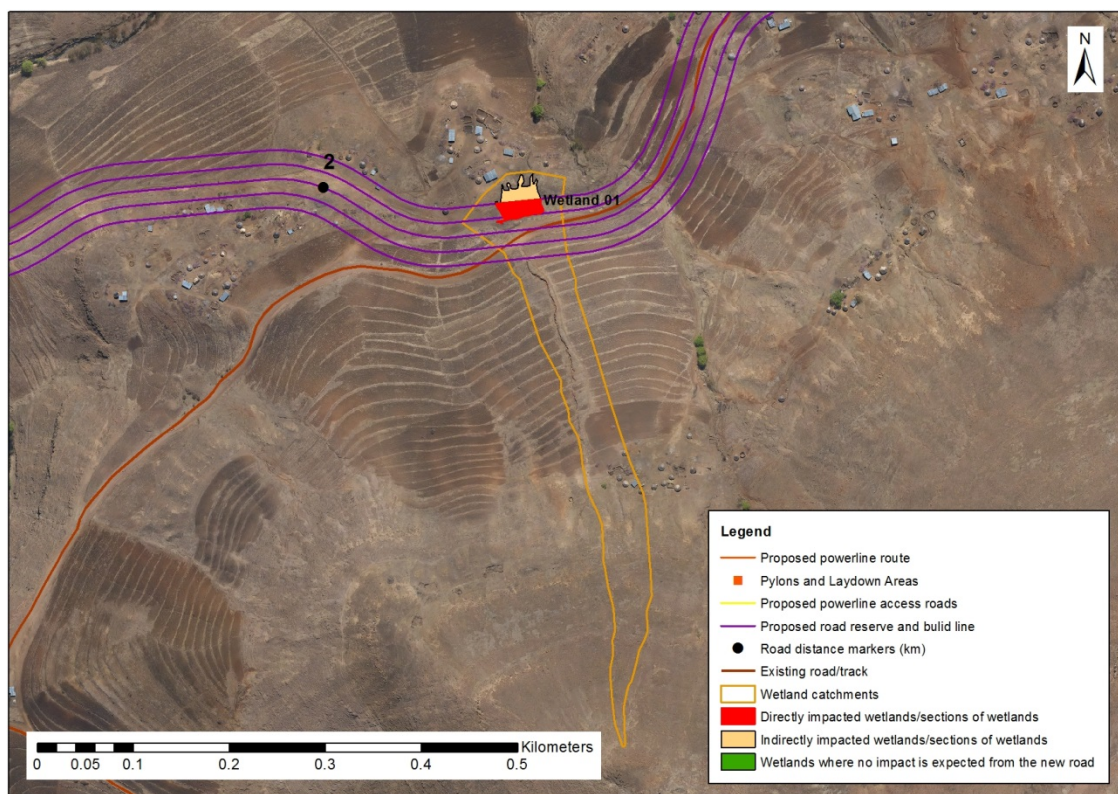 N
2
Wetland 01
Legend
Proposed powerline route
Pylons and Laydown Areas
Proposed powerline access roads
Proposed road reserve and bulid line
Road distance markers (km)
Existing road/track
Wetland catchments
Directly impacted wetlands/sections of wetlands
Indirectly impacted wetlands/sections of wetlands
Wetlands where no impact is expected from the new road
Kilometers
0 0.05 0.1 0.2 0.3 0.4 0.5